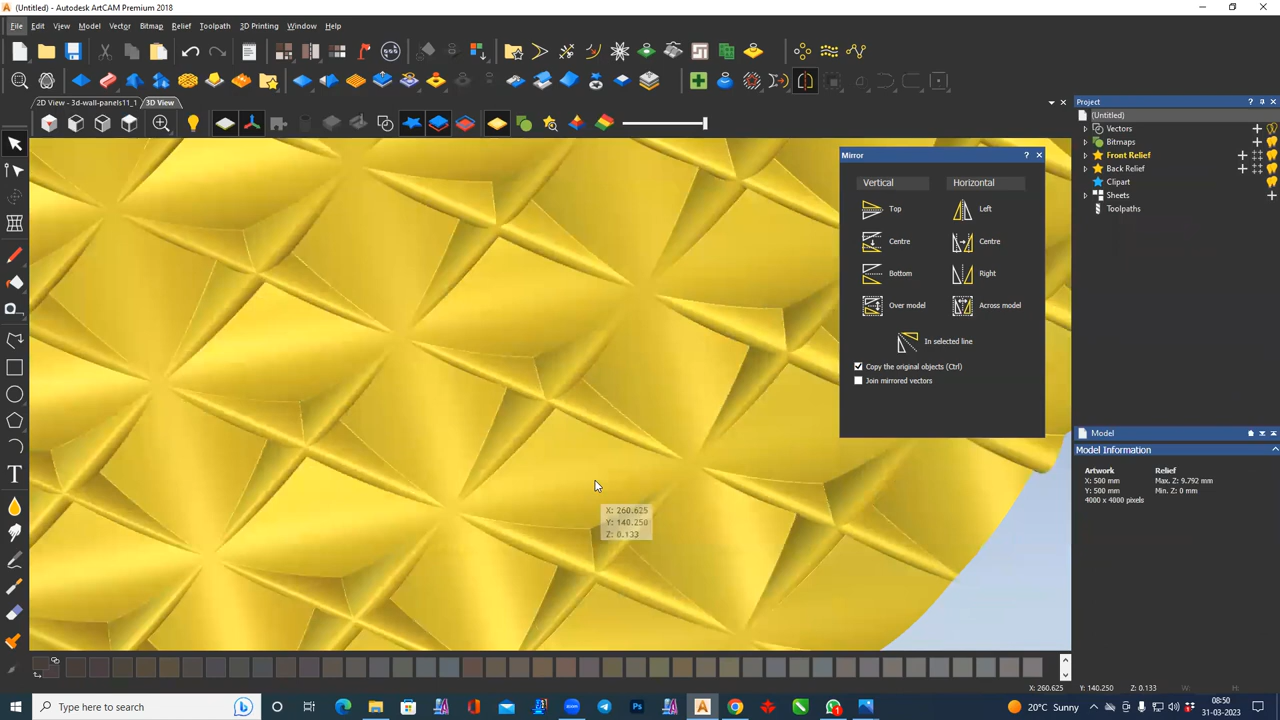 (Untitled) - Autodesk ArtCAM Premium 2018
File Edit View Model Vector Bitmap Relief Toolpath 3D Printing Window Help
2D View - 3d-wall-panels11_1 3D View
Project
(Untitled)
Vectors
Bitmaps
Front Relief
Back Relief
Clipart
Sheets
Toolpaths
Mirror
Vertical Horizontal
Top Left
Centre Centre
Bottom Right
Over model Across model
In selected line
Copy the original objects (Ctrl)
Join mirrored vectors
X: 260.625
Y: 140.250
Z: 0.133
Model
Model Information
Artwork Relief
X: 500 mm Max. Z: 9.792 mm
Y: 500 mm Min. Z: 0 mm
4000 x 4000 pixels
X: 260.625 Y: 140.250 Z: 0.133 W: H:
Type here to search
20°C Sunny
08:50
31-03-2023